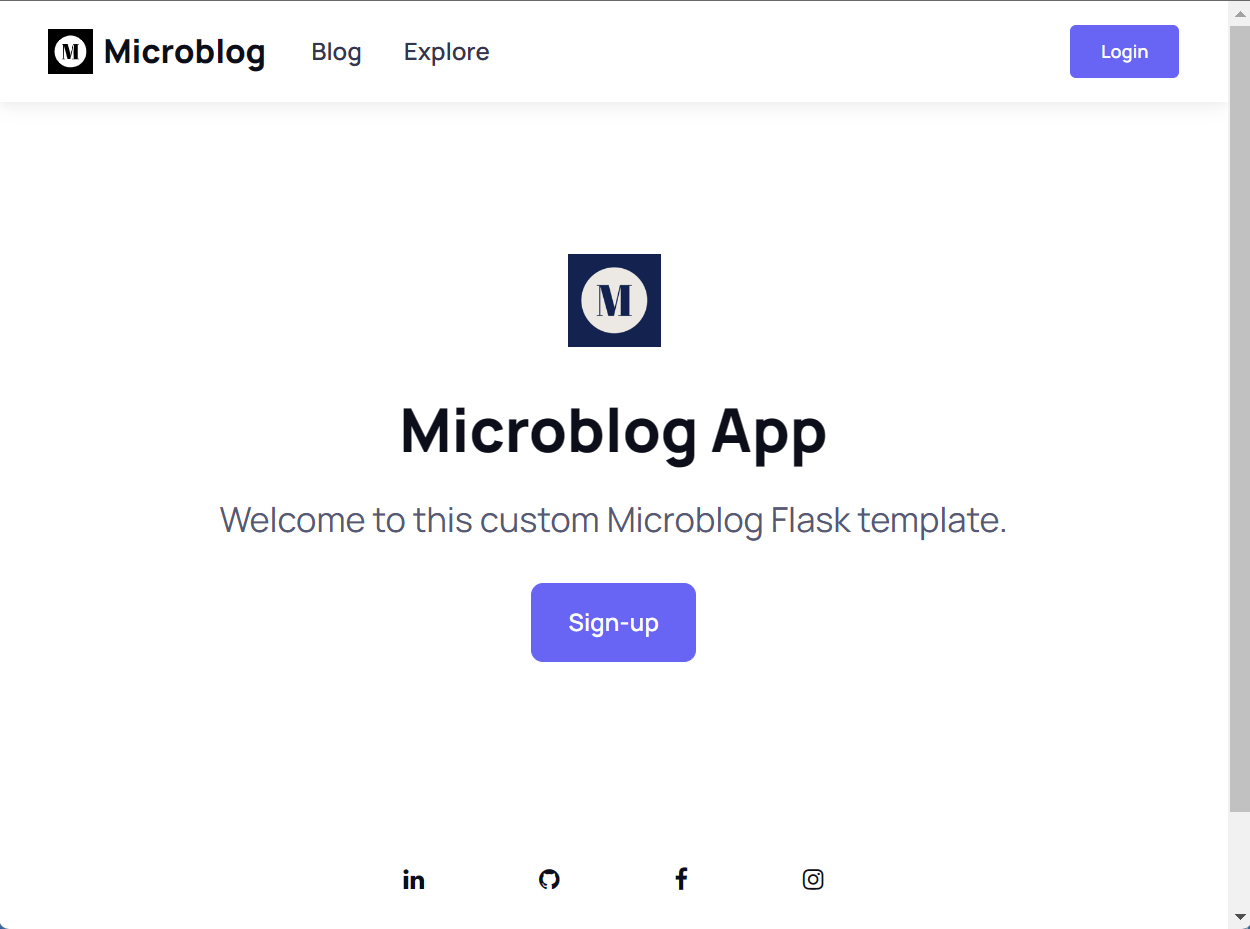 M Microblog Blog Explore Login
M
Microblog App
Welcome to this custom Microblog Flask template.
Sign-up
in f